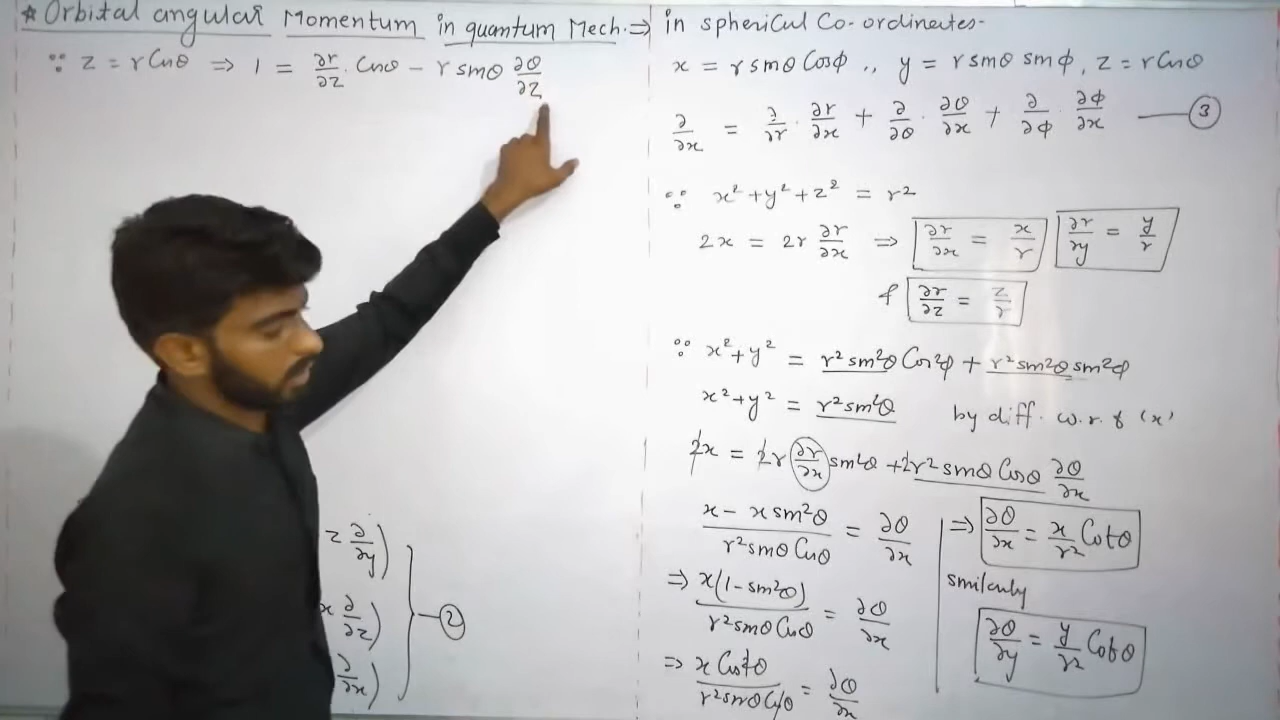 * Orbital angular Momentum in quantum Mech. ⇒
∵ z = r Cosθ ⇒ 1 = ∂r/∂z · Cosθ − r sinθ ∂θ/∂z
z ∂/∂y)
x ∂/∂z)
∂/∂x)
} — ②
in sphericul Co-ordinates-
x = r sinθ Cosϕ ,, y = r sinθ sinϕ, z = r Cosθ
∂/∂x = ∂/∂r · ∂r/∂x + ∂/∂θ · ∂θ/∂x + ∂/∂ϕ · ∂ϕ/∂x — ③
∵ x² + y² + z² = r²
2x = 2r ∂r/∂x ⇒ ∂r/∂x = x/r ∂r/∂y = y/r
& ∂r/∂z = z/r
∵ x² + y² = r² sin²θ Cos²ϕ + r² sin²θ sin²ϕ
x² + y² = r² sin²θ by diff. w.r.t 'x'
2x = 2r ∂r/∂x sin²θ + 2r² sinθ Cosθ ∂θ/∂x
x − x sin²θ / r² sinθ Cosθ = ∂θ/∂x
⇒ x(1 − sin²θ) / r² sinθ Cosθ = ∂θ/∂x
⇒ x Cos²θ / r² sinθ Cosθ = ∂θ/∂x
⇒ ∂θ/∂x = x/r² Cotθ
similarly
∂θ/∂y = y/r² Cotθ